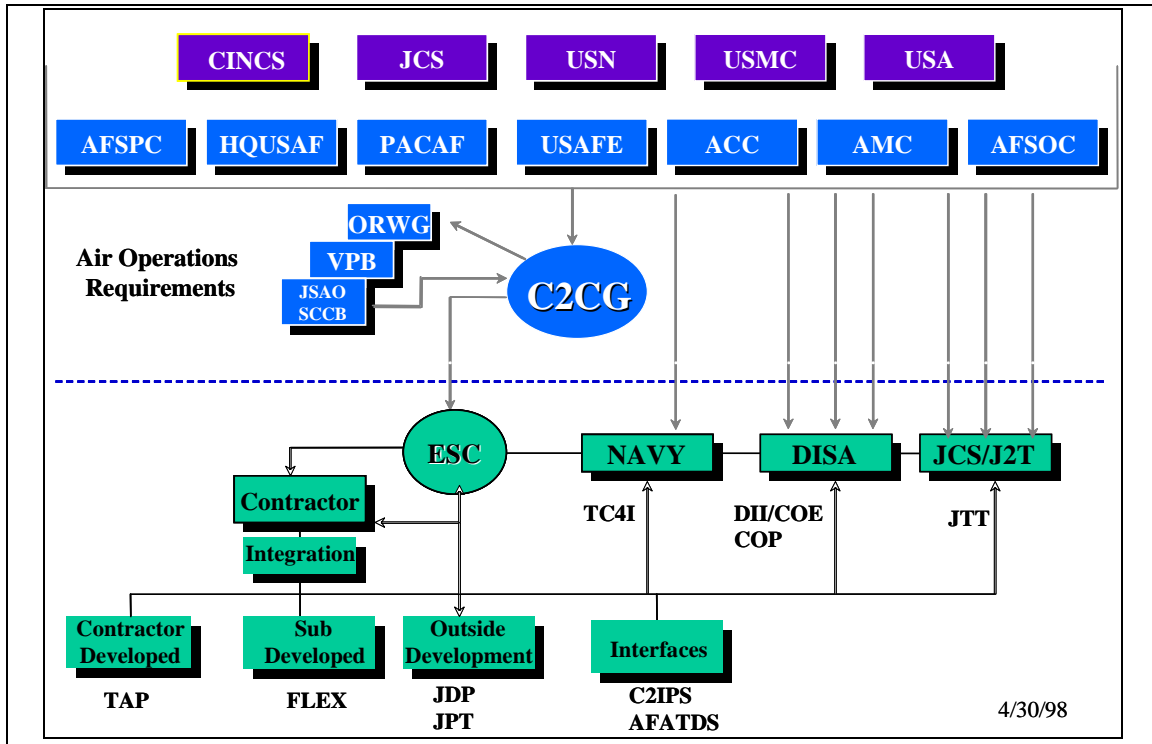 CINCS
JCS
USN
USMC
USA
AFSPC
HQUSAF
PACAF
USAFE
ACC
AMC
AFSOC
Air Operations
Requirements
ORWG
VPB
JSAO
SCCB
C2CG
ESC
NAVY
DISA
JCS/J2T
Contractor
Integration
TC4I
DII/COE
COP
JTT
Contractor
Developed
Sub
Developed
Outside
Development
Interfaces
TAP
FLEX
JDP
JPT
C2IPS
AFATDS
4/30/98